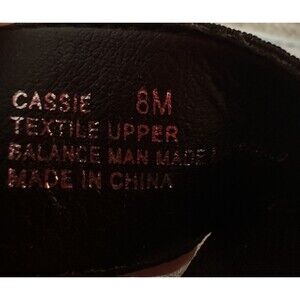 CASSIE 8M
TEXTILE UPPER
BALANCE MAN MADE
MADE IN CHINA